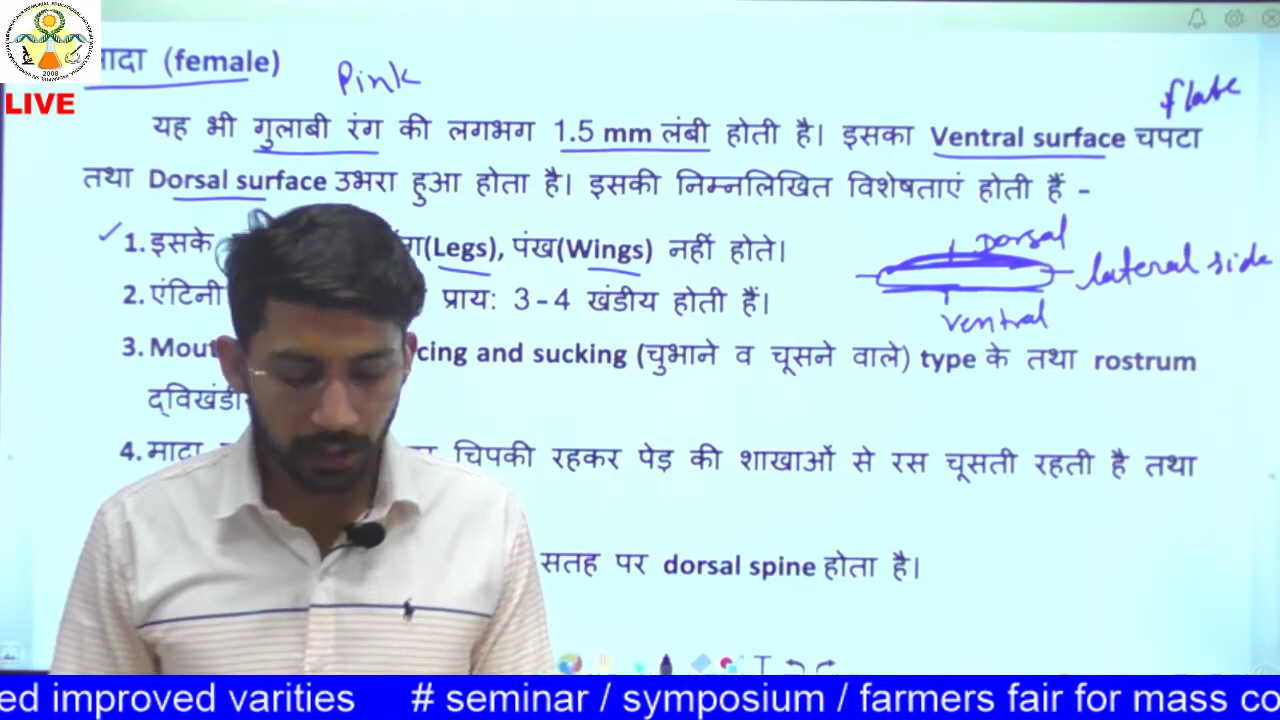 2008
LIVE
मादा (female)
Pink
flate
यह भी गुलाबी रंग की लगभग 1.5 mm लंबी होती है। इसका Ventral surface चपटा
तथा Dorsal surface उभरा हुआ होता है। इसकी निम्नलिखित विशेषताएं होती हैं -
1. इसके (Legs), पंख(Wings) नहीं होते।
Dorsal
lateral side
ventral
2. एंटिनी प्राय: 3-4 खंडीय होती हैं।
3. cing and sucking (चुभाने व चूसने वाले) type के तथा rostrum
4. चिपकी रहकर पेड़ की शाखाओं से रस चूसती रहती है तथा
सतह पर dorsal spine होता है।
ed improved varities # seminar / symposium / farmers fair for mass co